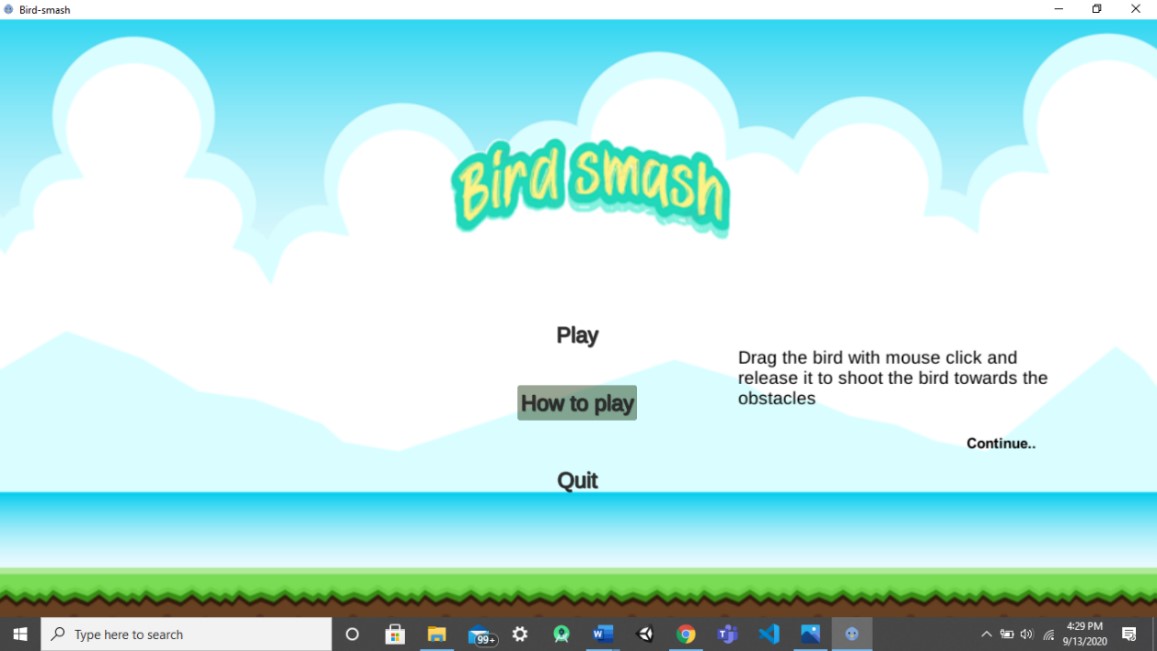 Bird-smash
Bird smash
Play
Drag the bird with mouse click and
release it to shoot the bird towards the
obstacles
How to play
Continue..
Quit
Type here to search
99+
4:29 PM
9/13/2020